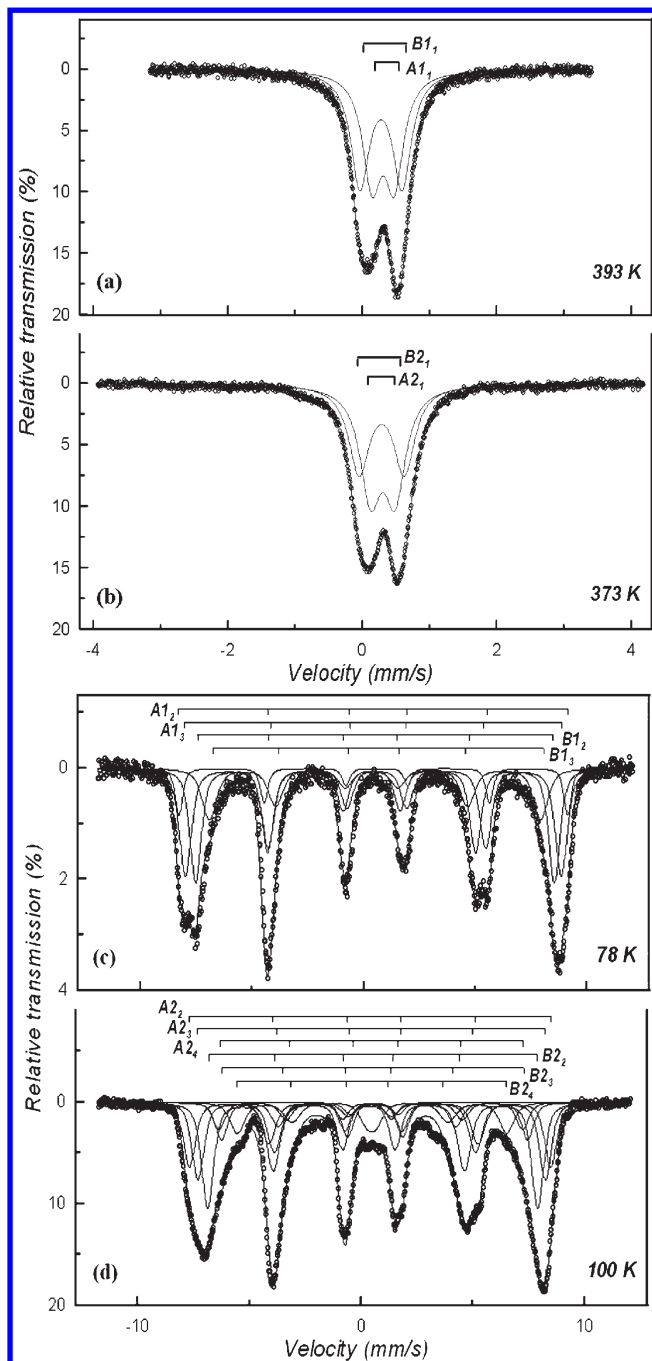 B1₁
A1₁
0
5
10
15
20
Relative transmission (%)
(a)
393 K
B2₁
A2₁
0
5
10
15
20
(b)
373 K
-4
-2
0
2
4
Velocity (mm/s)
A1₂
A1₃
B1₂
B1₃
0
2
4
Relative transmission (%)
(c)
78 K
A2₂
A2₃
A2₄
B2₂
B2₃
B2₄
0
10
20
(d)
100 K
-10
0
10
Velocity (mm/s)